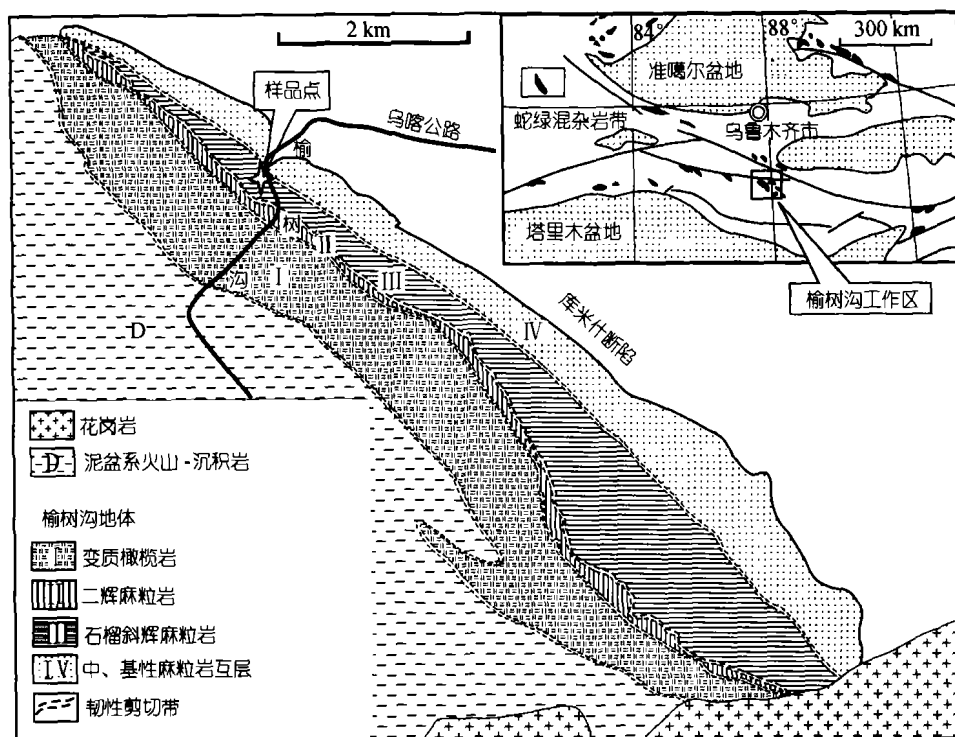 2 km
样品点
乌喀公路
榆
树
沟
I
II
III
IV
D
库米什断陷
84°
88°
300 km
准噶尔盆地
蛇绿混杂岩带
乌鲁木齐市
塔里木盆地
榆树沟工作区
花岗岩
D 泥盆系火山-沉积岩
榆树沟地体
变质橄榄岩
二辉麻粒岩
石榴斜辉麻粒岩
IV 中、基性麻粒岩互层
韧性剪切带